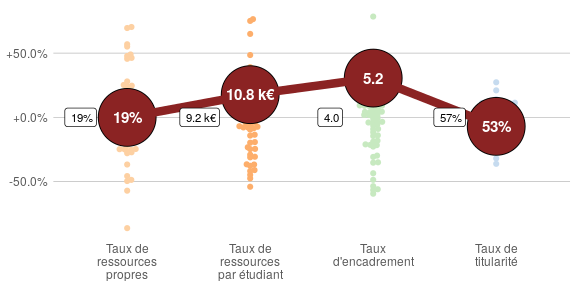 +50.0%
+0.0%
-50.0%
19%
19%
9.2 k€
10.8 k€
4.0
5.2
57%
53%
Taux de
ressources
propres
Taux de
ressources
par étudiant
Taux
d'encadrement
Taux de
titularité